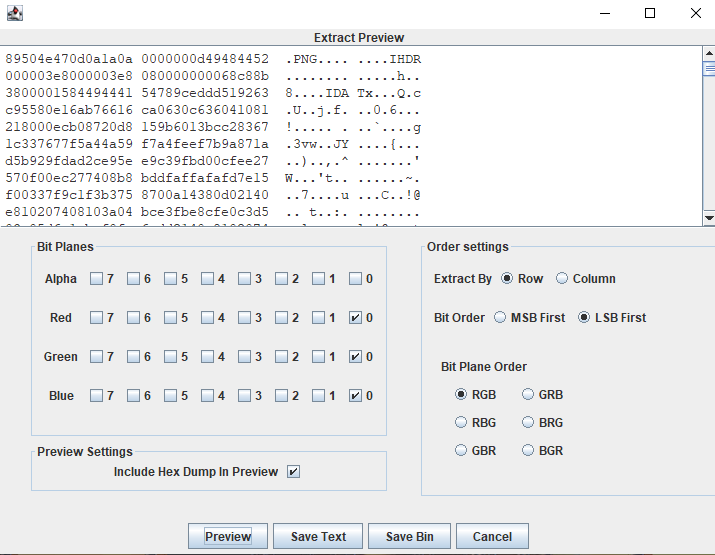 Extract Preview
89504e470d0a1a0a 0000000d49484452 .PNG.... ....IHDR
000003e8000003e8 080000000068c88b ........ .....h..
3800001584494441 54789ceddd519263 8....IDA Tx...Q.c
c95580e16ab76616 ca0630c636041081 .U..j.f. ..0.6...
218000ecb08720d8 159b6013bcc28367 !..... . ..`....g
1c337677f5a44a59 f7a4feef7b9a871a .3vw..JY ....{...
d5b929fdad2ce95e e9c39fbd00cfee27 ..)..,.^ .......'
570f00ec277408b8 bddfaffafafd7e15 W...'t.. ......~.
f00337f9c1f3b375 8700a14380d02140 ..7....u ...C..!@
e810207408103a04 bce3fbe8cfe0c3d5 .. t..:. ........
Bit Planes
Alpha 7 6 5 4 3 2 1 0
Red 7 6 5 4 3 2 1 0
Green 7 6 5 4 3 2 1 0
Blue 7 6 5 4 3 2 1 0
Preview Settings
Include Hex Dump In Preview
Order settings
Extract By Row Column
Bit Order MSB First LSB First
Bit Plane Order
RGB GRB
RBG BRG
GBR BGR
Preview Save Text Save Bin Cancel